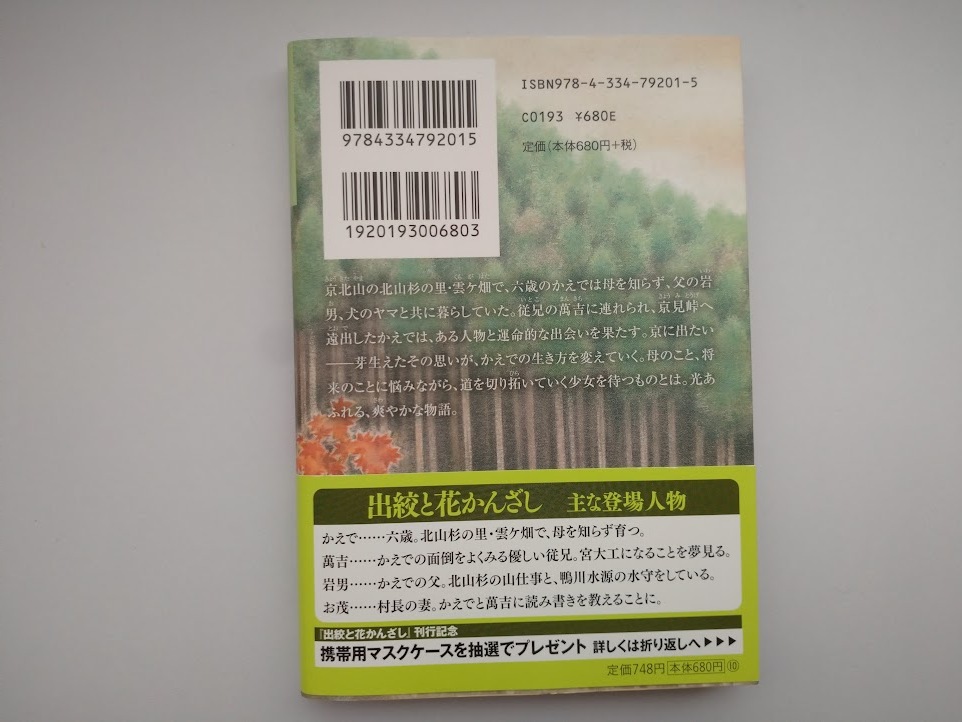 ISBN978-4-334-79201-5
C0193 ¥680E
定価(本体680円+税)
9784334792015
1920193006803
京北山の北山杉の里・雲ケ畑で、六歳のかえでは母を知らず、父の岩
男、犬のヤマと共に暮らしていた。従兄の萬吉に連れられ、京見峠へ
遠出したかえでは、ある人物と運命的な出会いを果たす。京に出たい
――芽生えたその思いが、かえでの生き方を変えていく。母のこと、将
来のことに悩みながら、道を切り拓いていく少女を待つものとは。光あ
ふれる、爽やかな物語。
出絞と花かんざし 主な登場人物
かえで……六歳。北山杉の里・雲ケ畑で、母を知らず育つ。
萬吉……かえでの面倒をよくみる優しい従兄。宮大工になることを夢見る。
岩男……かえでの父。北山杉の山仕事と、鴨川水源の水守をしている。
お茂……村長の妻。かえでと萬吉に読み書きを教えることに。
『出絞と花かんざし』刊行記念
携帯用マスクケースを抽選でプレゼント 詳しくは折り返しへ▶▶▶
定価748円 本体680円 ⑩